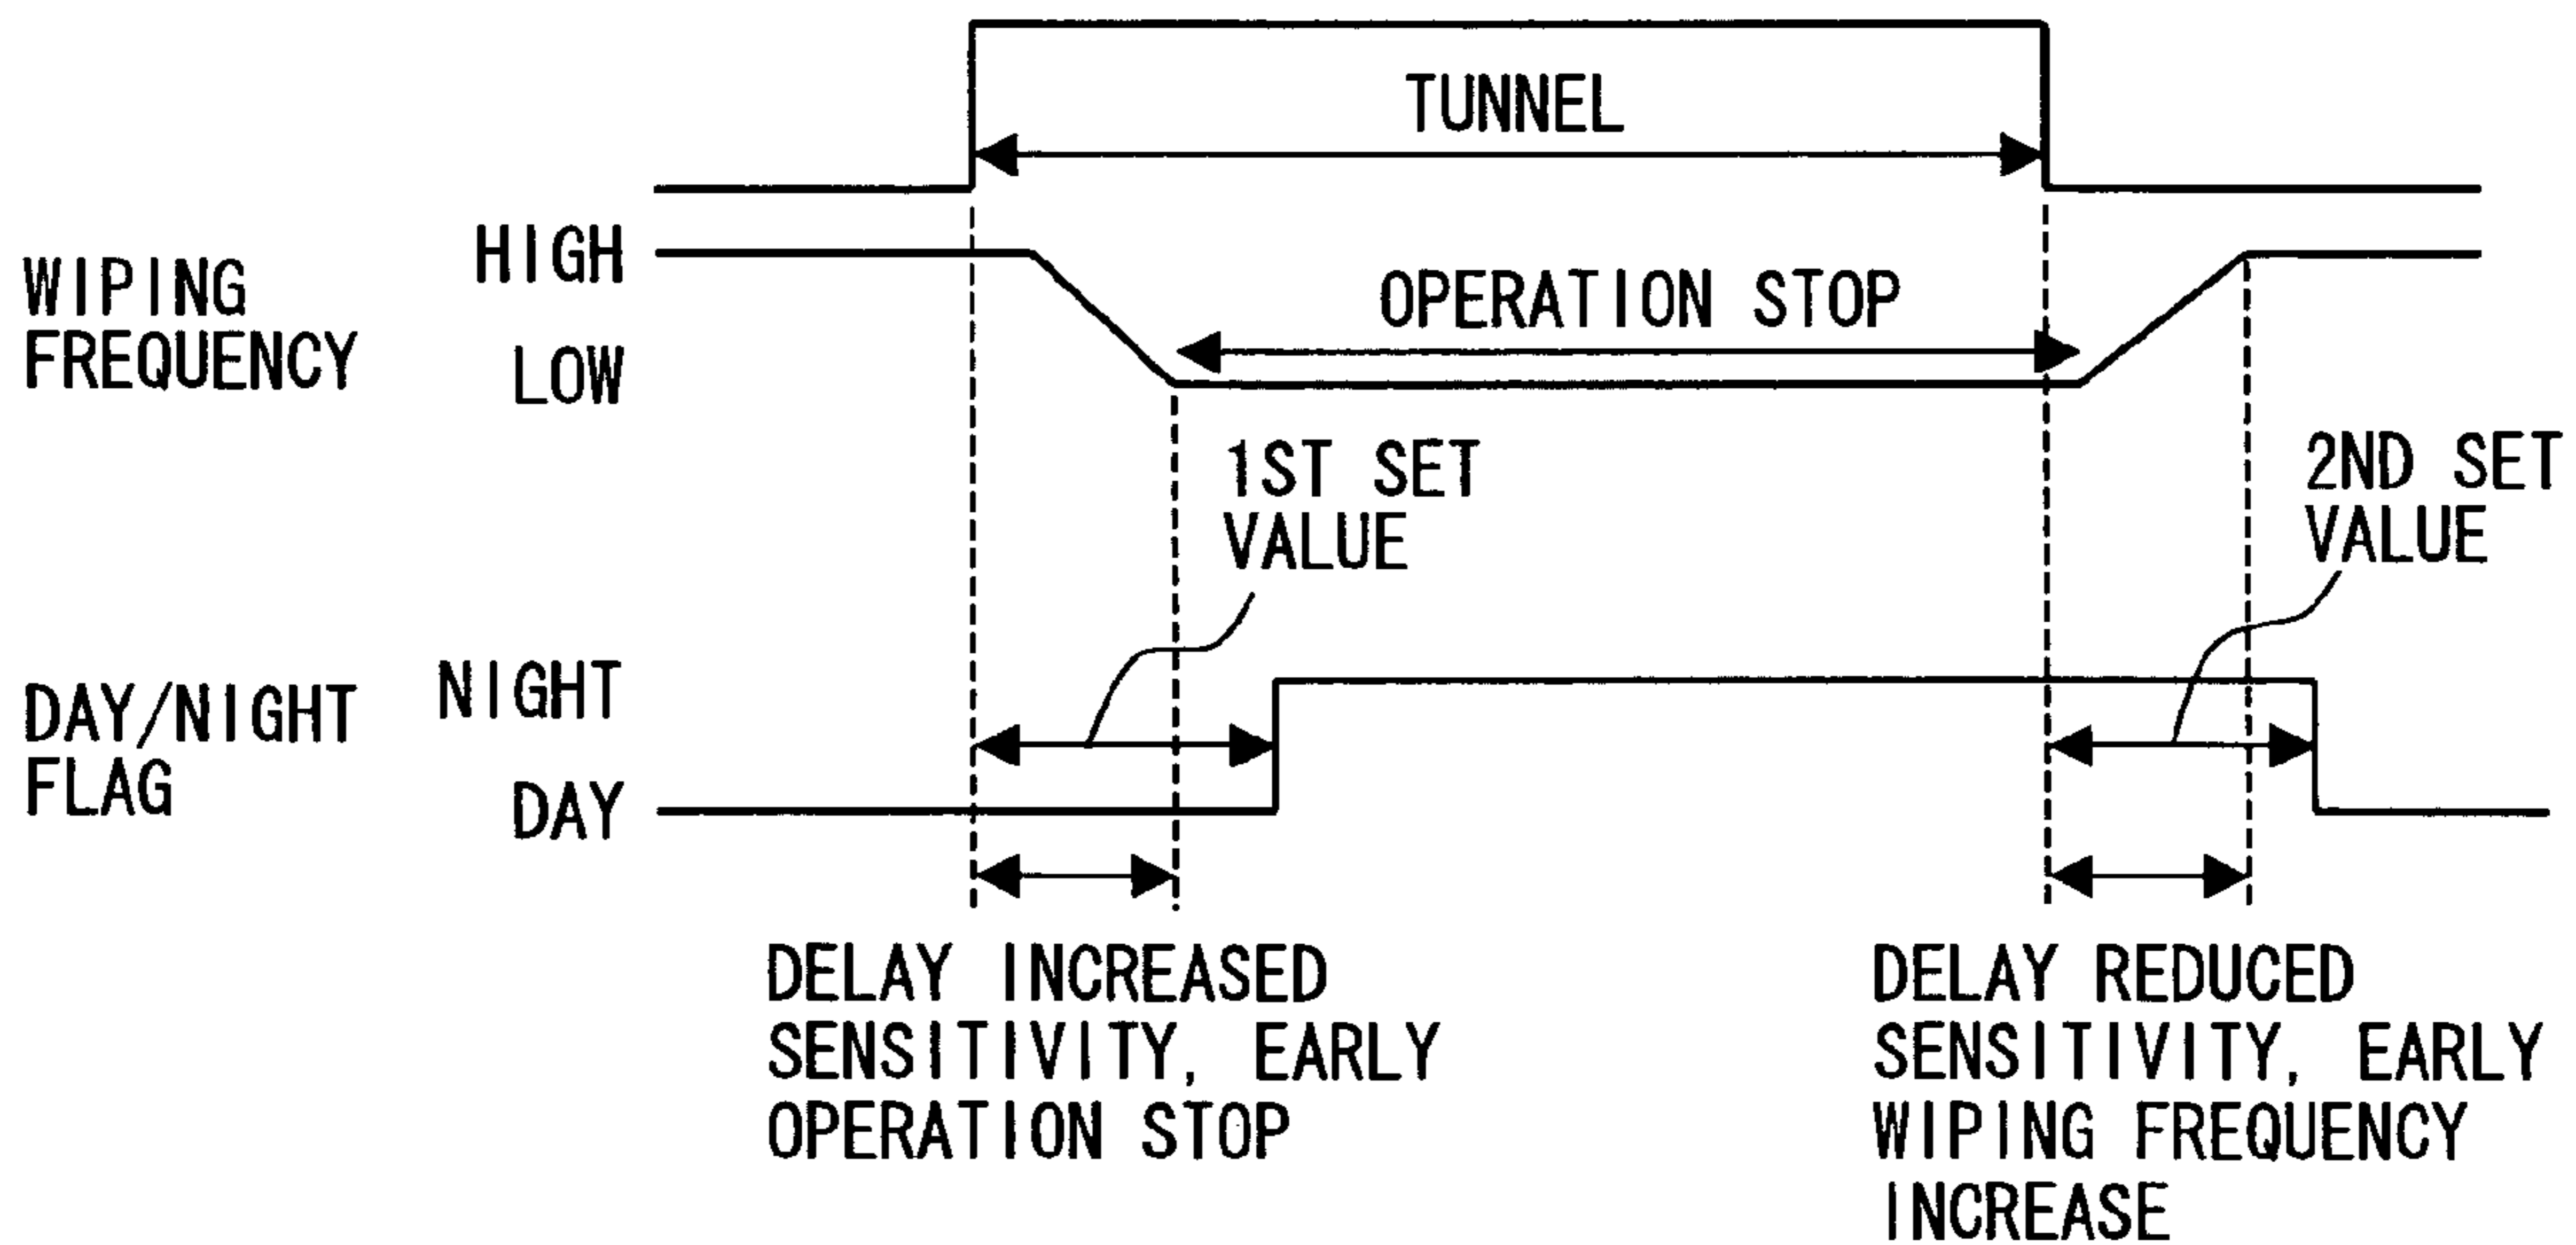 TUNNEL
WIPING
FREQUENCY
HIGH
LOW
OPERATION STOP
1ST SET
VALUE
2ND SET
VALUE
DAY/NIGHT
FLAG
NIGHT
DAY
DELAY INCREASED
SENSITIVITY, EARLY
OPERATION STOP
DELAY REDUCED
SENSITIVITY, EARLY
WIPING FREQUENCY
INCREASE